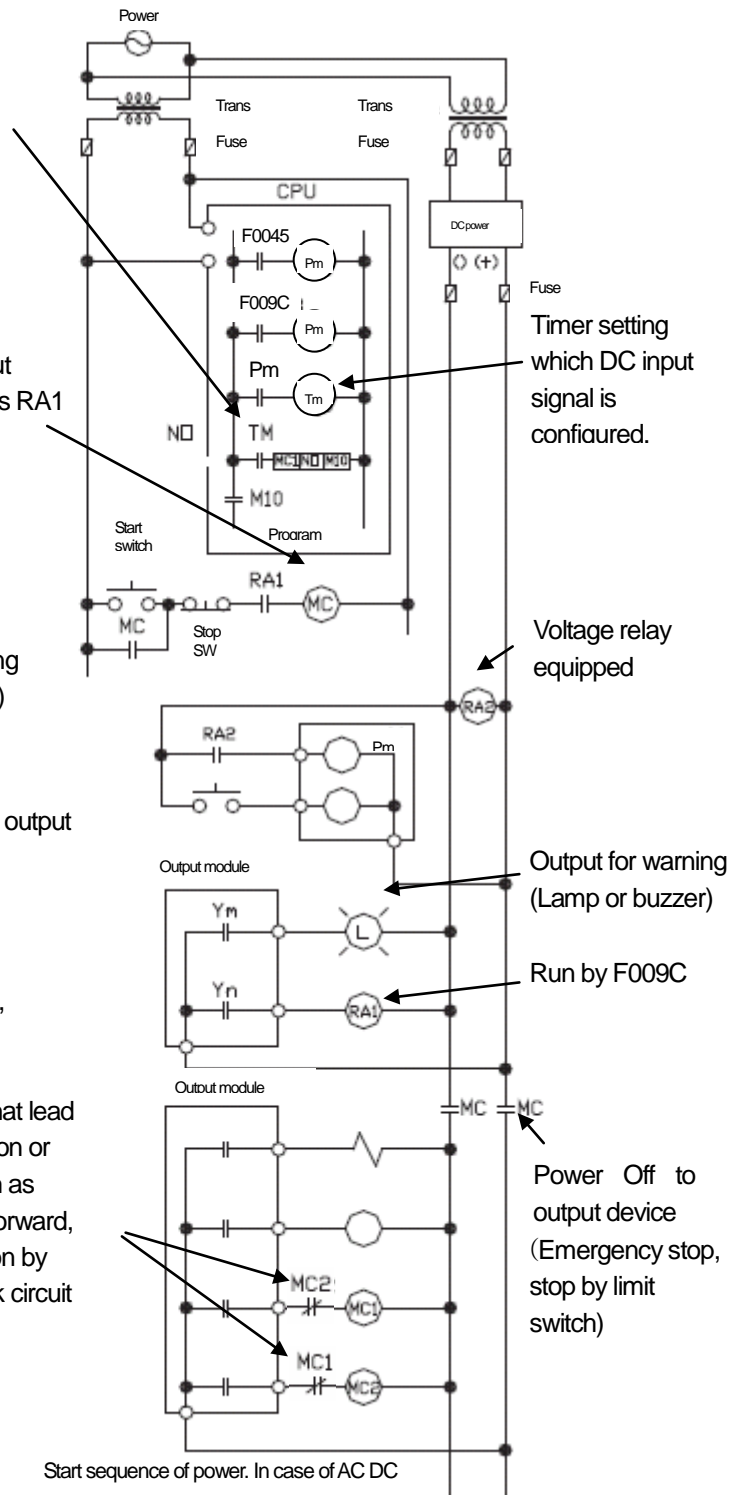 Power
Trans
Trans
Fuse
Fuse
CPU
F0045
Pm
DC power
() (+)
F009C
Pm
Fuse
Timer setting
which DC input
signal is
configured.
Pm
Tm
ut
s RA1
NO
TM
MC1 NO M10
M10
Program
Start
switch
RA1
MC
MC
Stop
SW
Voltage relay
equipped
ng
)
RA2
RA2
Pm
output
Output module
Output for warning
(Lamp or buzzer)
Ym
L
Yn
RA1
Run by F009C
,
Output module
hat lead
on or
n as
orward,
on by
k circuit
MC
MC
Power Off to
output device
(Emergency stop,
stop by limit
switch)
MC2
MC1
MC1
MC2
Start sequence of power. In case of AC DC